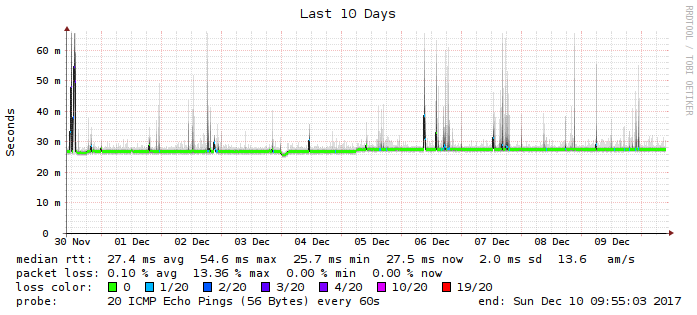 Last 10 Days
RRDTOOL / TOBI OETIKER
Seconds
60 m
50 m
40 m
30 m
20 m
10 m
0
30 Nov 01 Dec 02 Dec 03 Dec 04 Dec 05 Dec 06 Dec 07 Dec 08 Dec 09 Dec
median rtt: 27.4 ms avg 54.6 ms max 25.7 ms min 27.5 ms now 2.0 ms sd 13.6 am/s
packet loss: 0.10 % avg 13.36 % max 0.00 % min 0.00 % now
loss color: 0 1/20 2/20 3/20 4/20 10/20 19/20
probe: 20 ICMP Echo Pings (56 Bytes) every 60s end: Sun Dec 10 09:55:03 2017